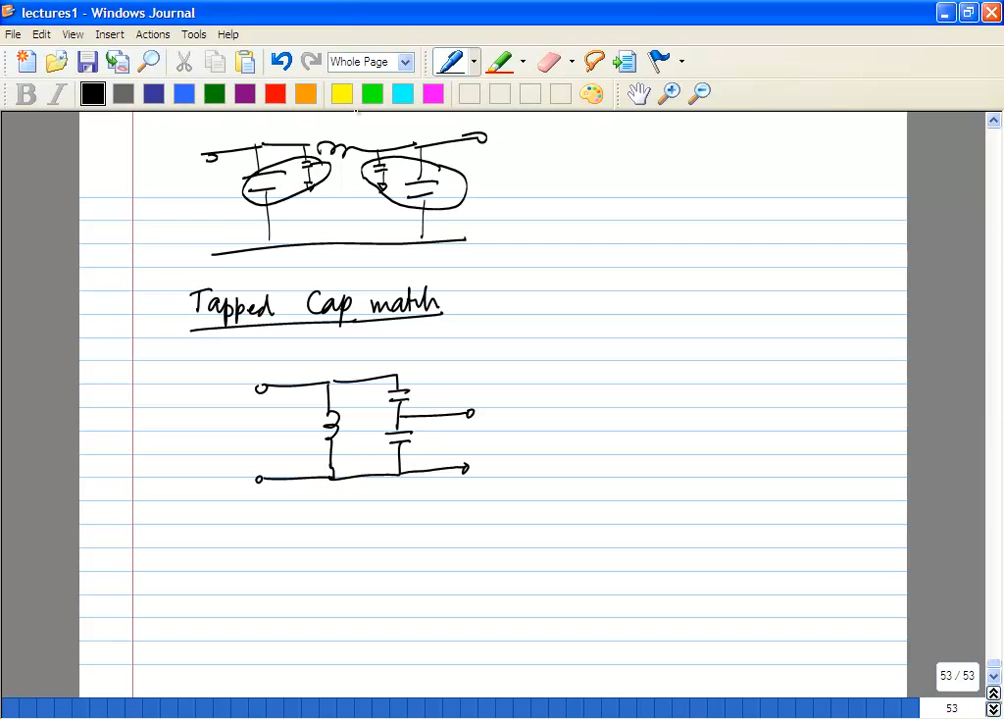 lectures1 - Windows Journal
File Edit View Insert Actions Tools Help
Whole Page
B I
Tapped Cap match
53 / 53
53